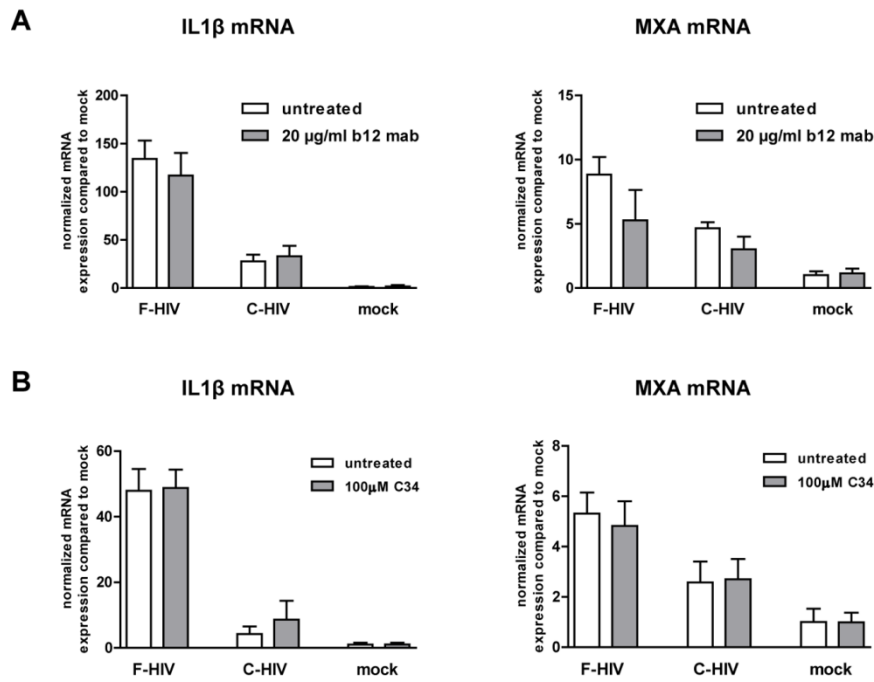 A
IL1β mRNA
normalized mRNA
expression compared to mock
200
150
100
50
0
untreated
20 µg/ml b12 mab
F-HIV C-HIV mock
MXA mRNA
normalized mRNA
expression compared to mock
15
10
5
0
untreated
20 µg/ml b12 mab
F-HIV C-HIV mock
B
IL1β mRNA
normalized mRNA
expression compared to mock
60
40
20
0
untreated
100µM C34
F-HIV C-HIV mock
MXA mRNA
normalized mRNA
expression compared to mock
8
6
4
2
0
untreated
100µM C34
F-HIV C-HIV mock